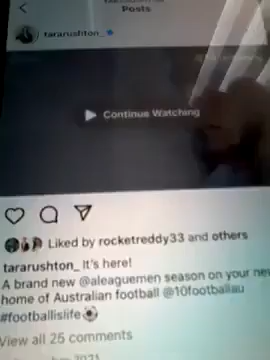 Posts
tararushton_
Continue Watching
Liked by rocketreddy33 and others
tararushton_ It's here!
A brand new @aleaguemen season on your new
home of Australian football @10footballau
#footballislife⚽
View all 25 comments
2021